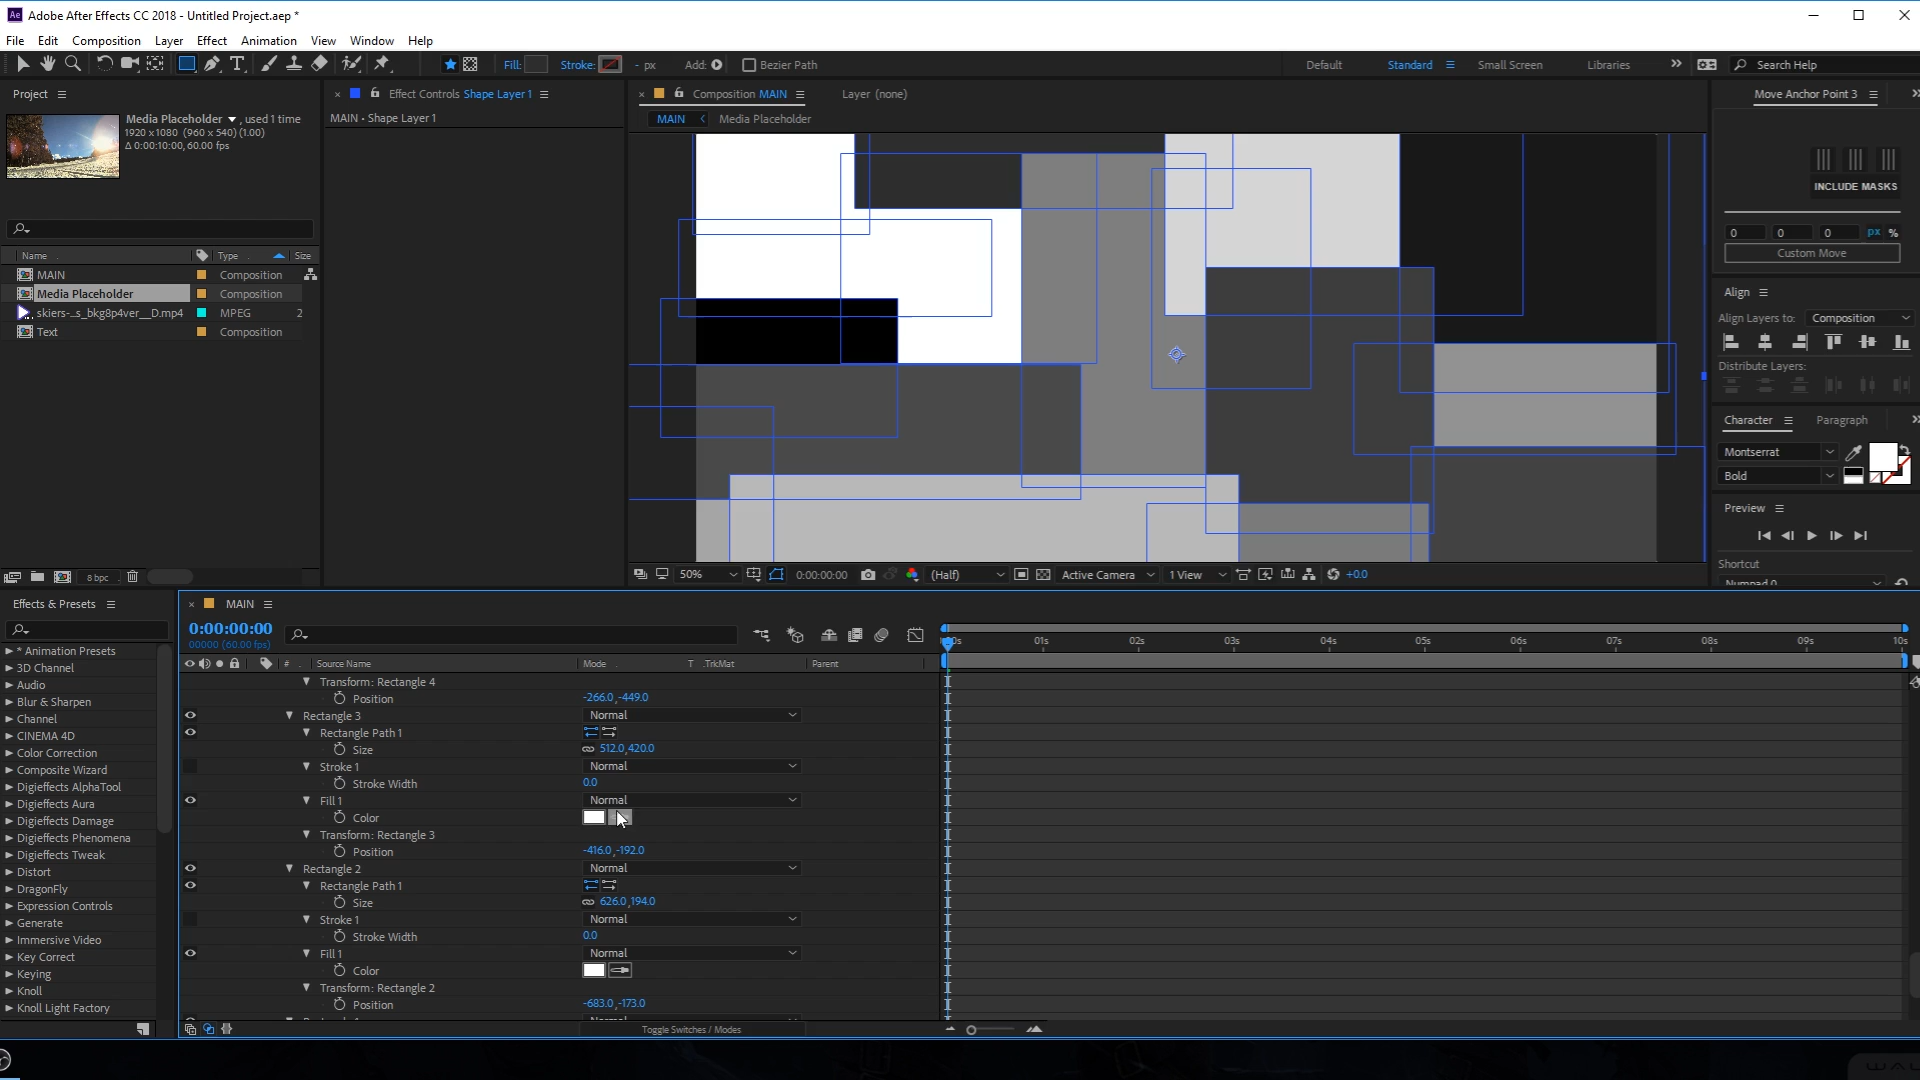 Adobe After Effects CC 2018 - Untitled Project.aep *
File Edit Composition Layer Effect Animation View Window Help
Fill: Stroke: - px Add: Bezier Path Default Standard Small Screen Libraries Search Help
Project
Effect Controls Shape Layer 1
Composition MAIN
Layer (none)
Move Anchor Point 3
MAIN • Shape Layer 1
MAIN
Media Placeholder
Media Placeholder , used 1 time
1920 x 1080 (960 x 540) (1.00)
Δ 0:00:10:00, 60.00 fps
INCLUDE MASKS
0 0 0 px %
Custom Move
Name Type Size
MAIN Composition
Media Placeholder Composition
skiers-..s_bkg8p4ver__D.mp4 MPEG 2
Text Composition
Align
Align Layers to: Composition
Distribute Layers:
Character Paragraph
Montserrat
Bold
Preview
Shortcut
Numpad 0
8 bpc
50% 0:00:00:00 (Half) Active Camera 1 View +0.0
Effects & Presets
* Animation Presets
3D Channel
Audio
Blur & Sharpen
Channel
CINEMA 4D
Color Correction
Composite Wizard
Digieffects AlphaTool
Digieffects Aura
Digieffects Damage
Digieffects Phenomena
Digieffects Tweak
Distort
DragonFly
Expression Controls
Generate
Immersive Video
Key Correct
Keying
Knoll
Knoll Light Factory
MAIN
0:00:00:00
00000 (60.00 fps)
# Source Name Mode T .TrkMat Parent
01s 02s 03s 04s 05s 06s 07s 08s 09s 10s
Transform: Rectangle 4
Position -266.0,-449.0
Rectangle 3 Normal
Rectangle Path 1
Size 512.0,420.0
Stroke 1 Normal
Stroke Width 0.0
Fill 1 Normal
Color
Transform: Rectangle 3
Position -416.0,-192.0
Rectangle 2 Normal
Rectangle Path 1
Size 626.0,194.0
Stroke 1 Normal
Stroke Width 0.0
Fill 1 Normal
Color
Transform: Rectangle 2
Position -683.0,-173.0
Toggle Switches / Modes